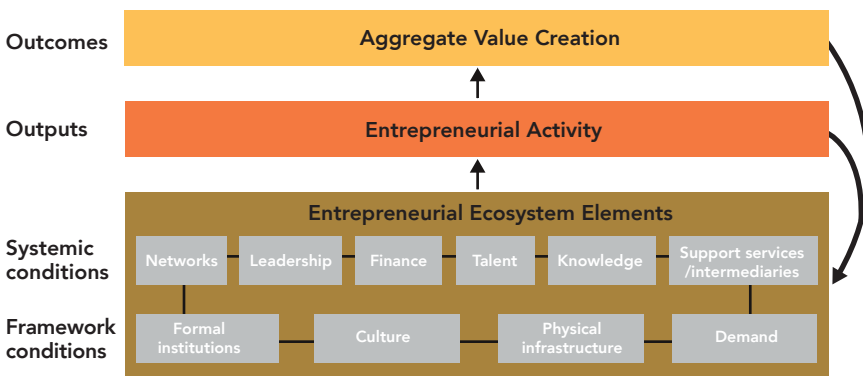 Outcomes
Aggregate Value Creation
Outputs
Entrepreneurial Activity
Entrepreneurial Ecosystem Elements
Systemic
conditions
Networks
Leadership
Finance
Talent
Knowledge
Support services
/intermediaries
Framework
conditions
Formal
institutions
Culture
Physical
infrastructure
Demand